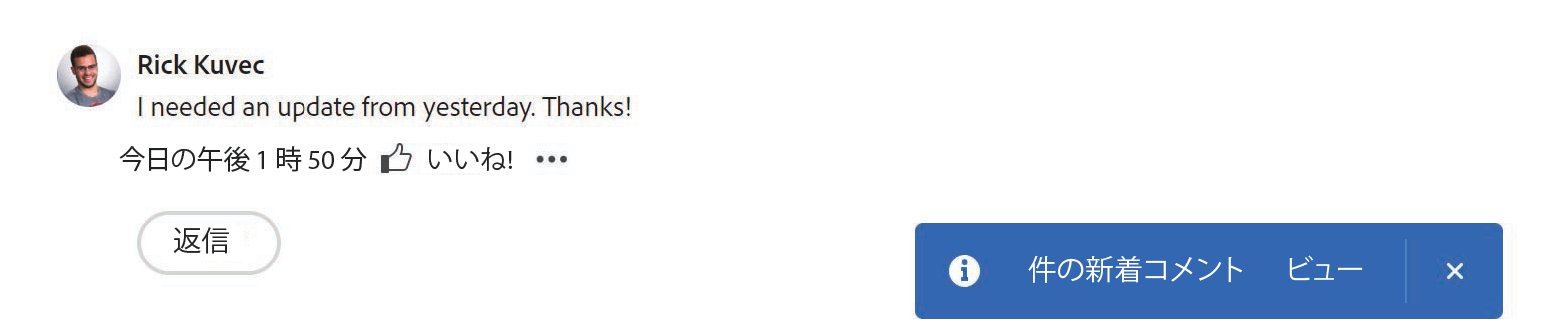 Rick Kuvec
I needed an update from yesterday. Thanks!
今日の午後 1 時 50 分 いいね! •••
返信
件の新着コメント ビュー